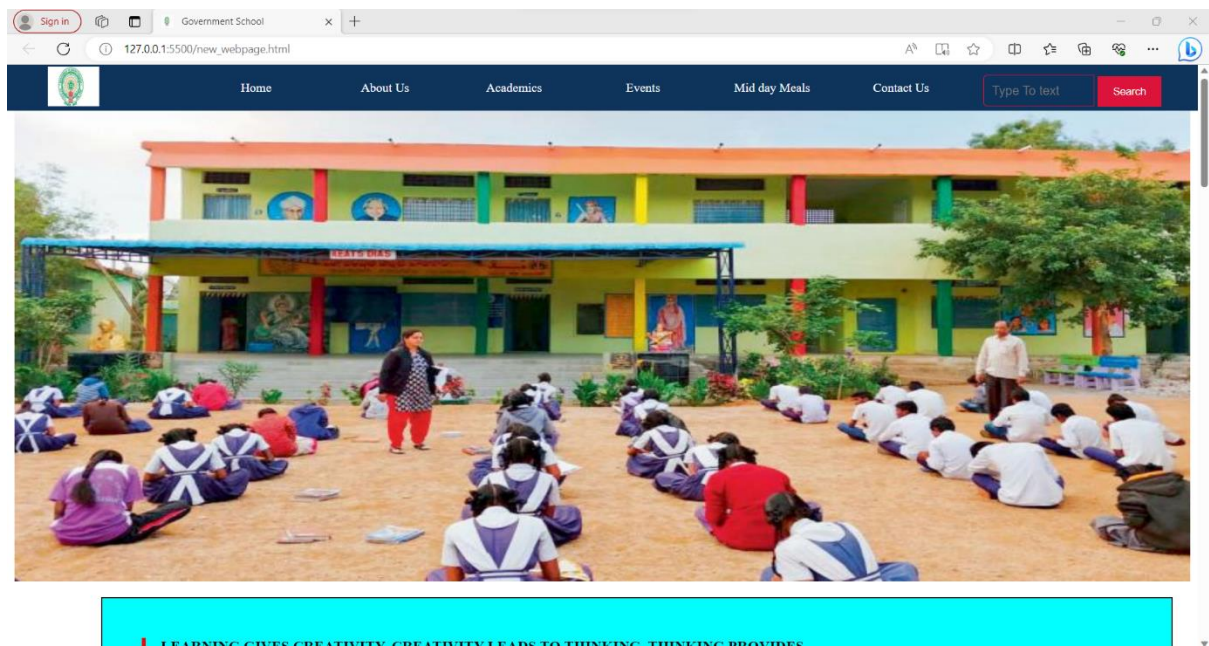 Sign in
Government School
127.0.0.1:5500/new_webpage.html
Home
About Us
Academics
Events
Mid day Meals
Contact Us
Type To text
Search
LEARNING GIVES CREATIVITY, CREATIVITY LEADS TO THINKING, THINKING PROVIDES